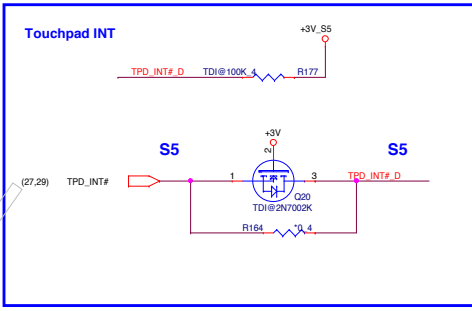 Touchpad INT
+3V_S5
TPD_INT#_D TDI@100K_4 R177
S5 +3V S5
2
(27,29) TPD_INT# 1 3 TPD_INT#_D
Q20
TDI@2N7002K
R164 *0_4